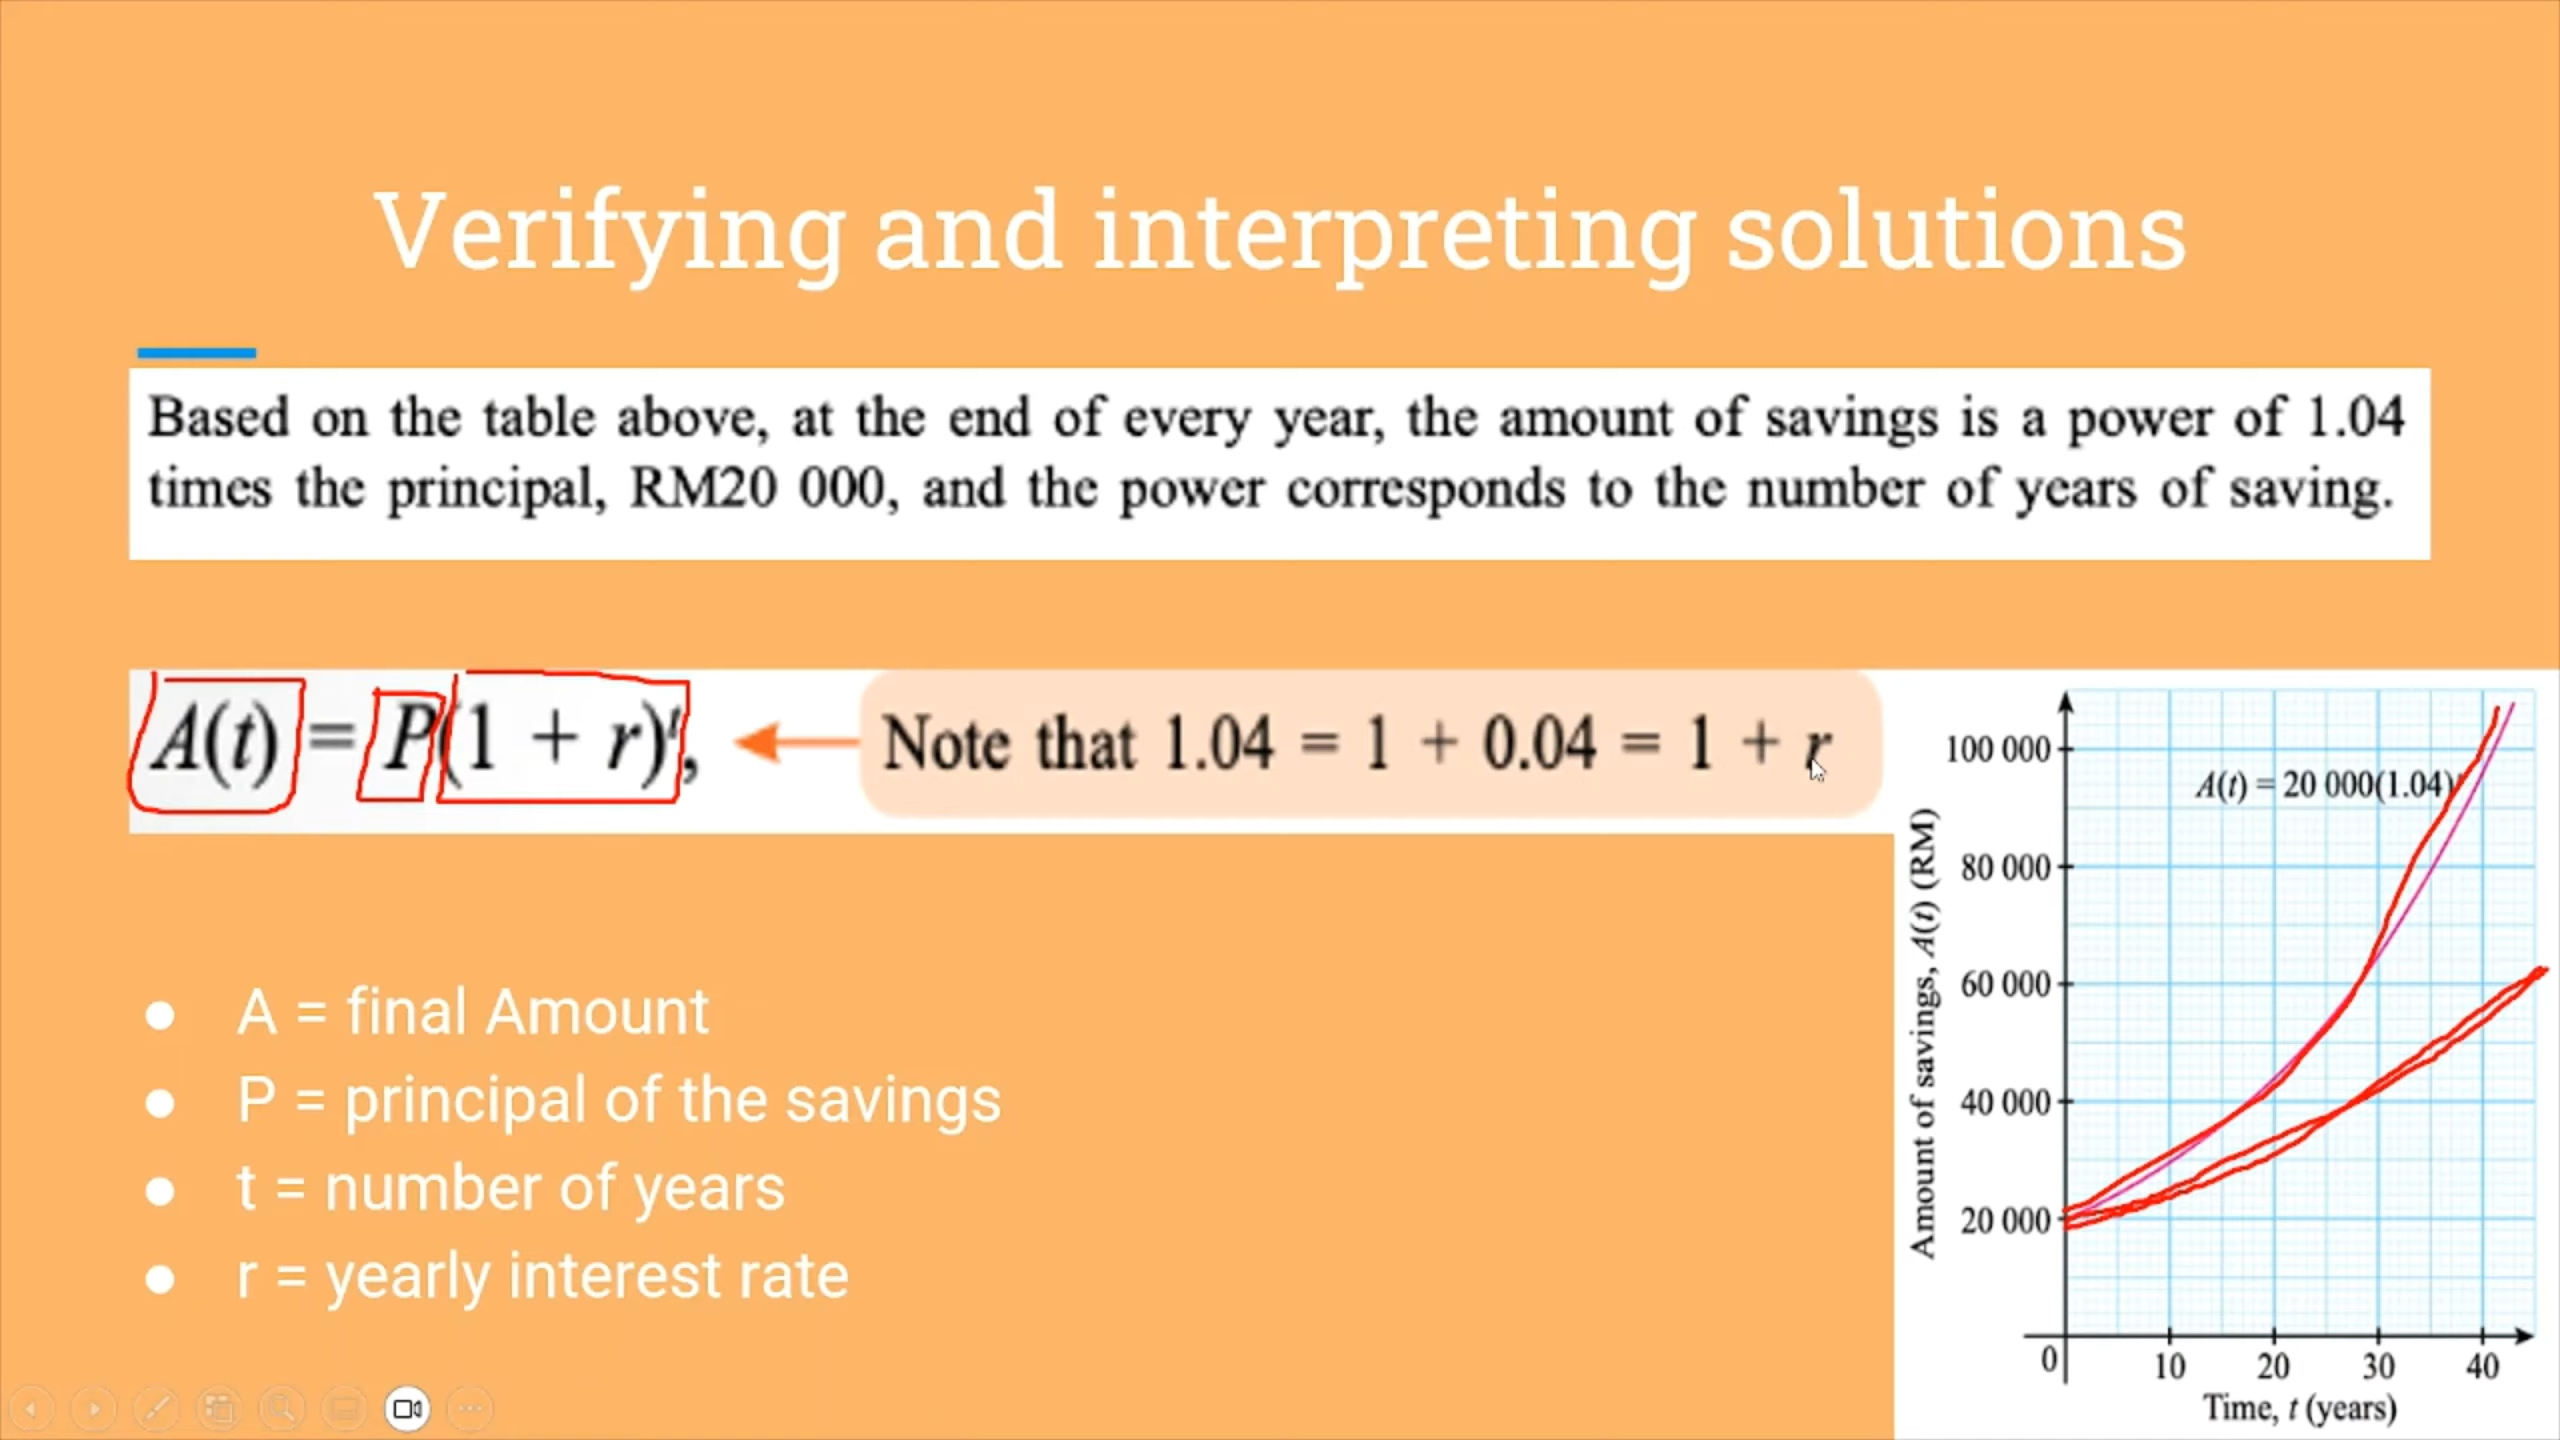 Verifying and interpreting solutions
Based on the table above, at the end of every year, the amount of savings is a power of 1.04
times the principal, RM20 000, and the power corresponds to the number of years of saving.
A(t) = P(1 + r)^t,
Note that 1.04 = 1 + 0.04 = 1 + r
● A = final Amount
● P = principal of the savings
● t = number of years
● r = yearly interest rate
Amount of savings, A(t) (RM)
100 000
80 000
60 000
40 000
20 000
A(t) = 20 000(1.04)
0 10 20 30 40
Time, t (years)